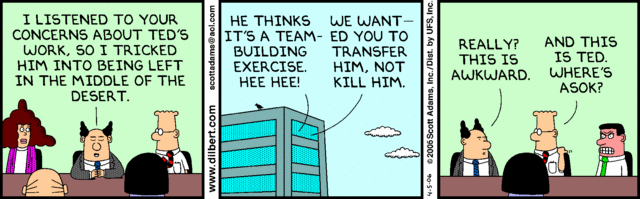 I LISTENED TO YOUR
CONCERNS ABOUT TED'S
WORK, SO I TRICKED
HIM INTO BEING LEFT
IN THE MIDDLE OF THE
DESERT.
HE THINKS
IT'S A TEAM-
BUILDING
EXERCISE.
HEE HEE!
WE WANT-
ED YOU TO
TRANSFER
HIM, NOT
KILL HIM.
www.dilbert.com
scottadams@aol.com
REALLY?
THIS IS
AWKWARD.
AND THIS
IS TED.
WHERE'S
ASOK?
4-5-06
©2006 Scott Adams, Inc./Dist. by UFS, Inc.